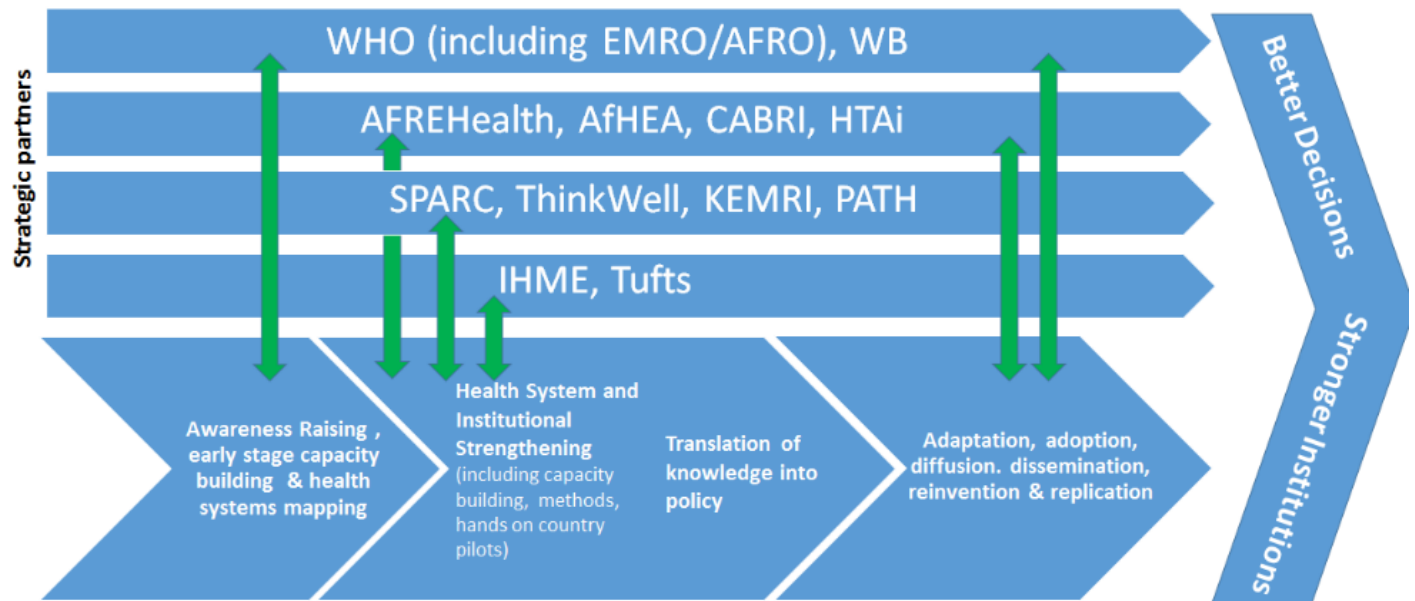 Strategic partners
WHO (including EMRO/AFRO), WB
AFREHealth, AfHEA, CABRI, HTAi
SPARC, ThinkWell, KEMRI, PATH
IHME, Tufts
Awareness Raising ,
early stage capacity
building & health
systems mapping
Health System and
Institutional
Strengthening
(including capacity
building, methods,
hands on country
pilots)
Translation of
knowledge into
policy
Adaptation, adoption,
diffusion. dissemination,
reinvention & replication
Better Decisions
Stronger Institutions